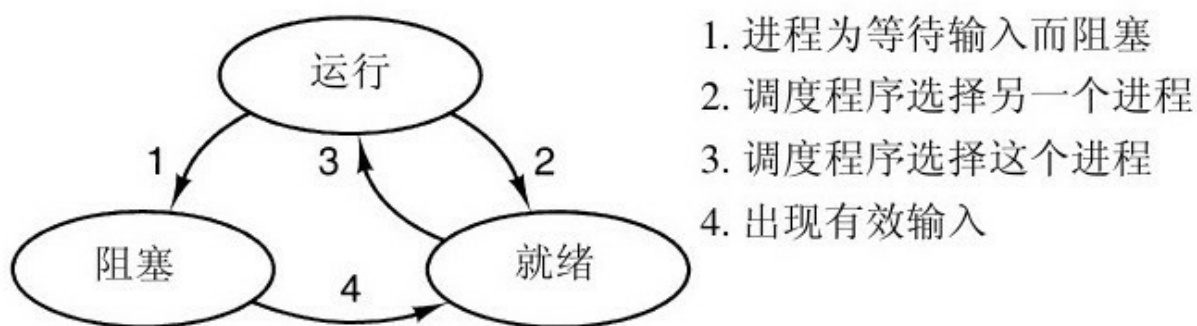 运行
1
3
2
阻塞
就绪
4
1. 进程为等待输入而阻塞
2. 调度程序选择另一个进程
3. 调度程序选择这个进程
4. 出现有效输入